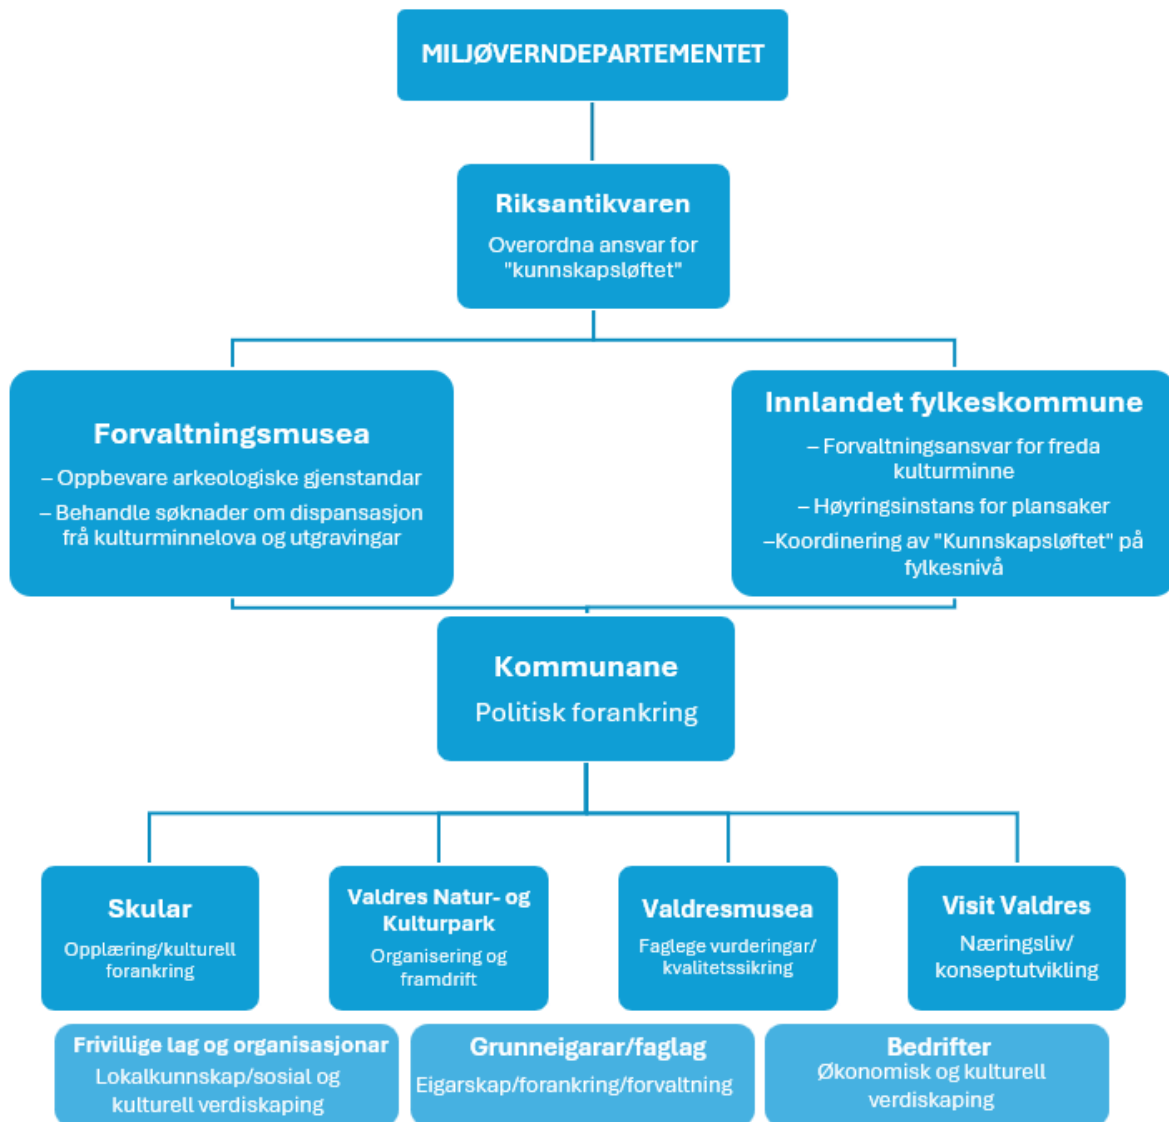 MILJØVERNDEPARTEMENTET
Riksantikvaren
Overordna ansvar for
"kunnskapsløftet"
Forvaltningsmusea
– Oppbevare arkeologiske gjenstandar
– Behandle søknader om dispansasjon
frå kulturminnelova og utgravingar
Innlandet fylkeskommune
– Forvaltningsansvar for freda
kulturminne
– Høyringsinstans for plansaker
–Koordinering av "Kunnskapsløftet" på
fylkesnivå
Kommunane
Politisk forankring
Skular
Opplæring/kulturell
forankring
Valdres Natur- og
Kulturpark
Organisering og
framdrift
Valdresmusea
Faglege vurderingar/
kvalitetssikring
Visit Valdres
Næringsliv/
konseptutvikling
Frivillige lag og organisasjonar
Lokalkunnskap/sosial og
kulturell verdiskaping
Grunneigarar/faglag
Eigarskap/forankring/forvaltning
Bedrifter
Økonomisk og kulturell
verdiskaping